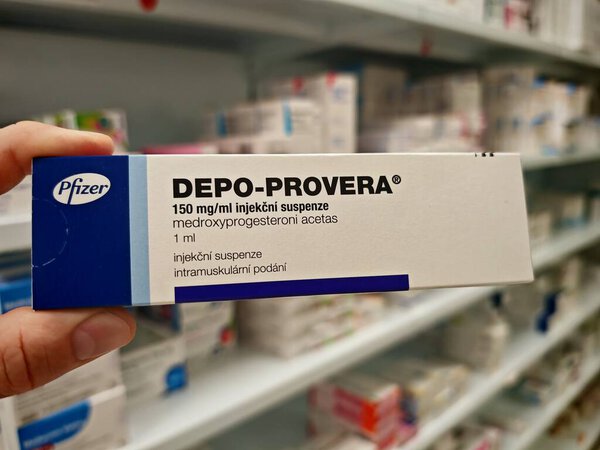 Pfizer
DEPO-PROVERA®
150 mg/ml injekční suspenze
medroxyprogesteroni acetas
1 ml
injekční suspenze
intramuskulární podání